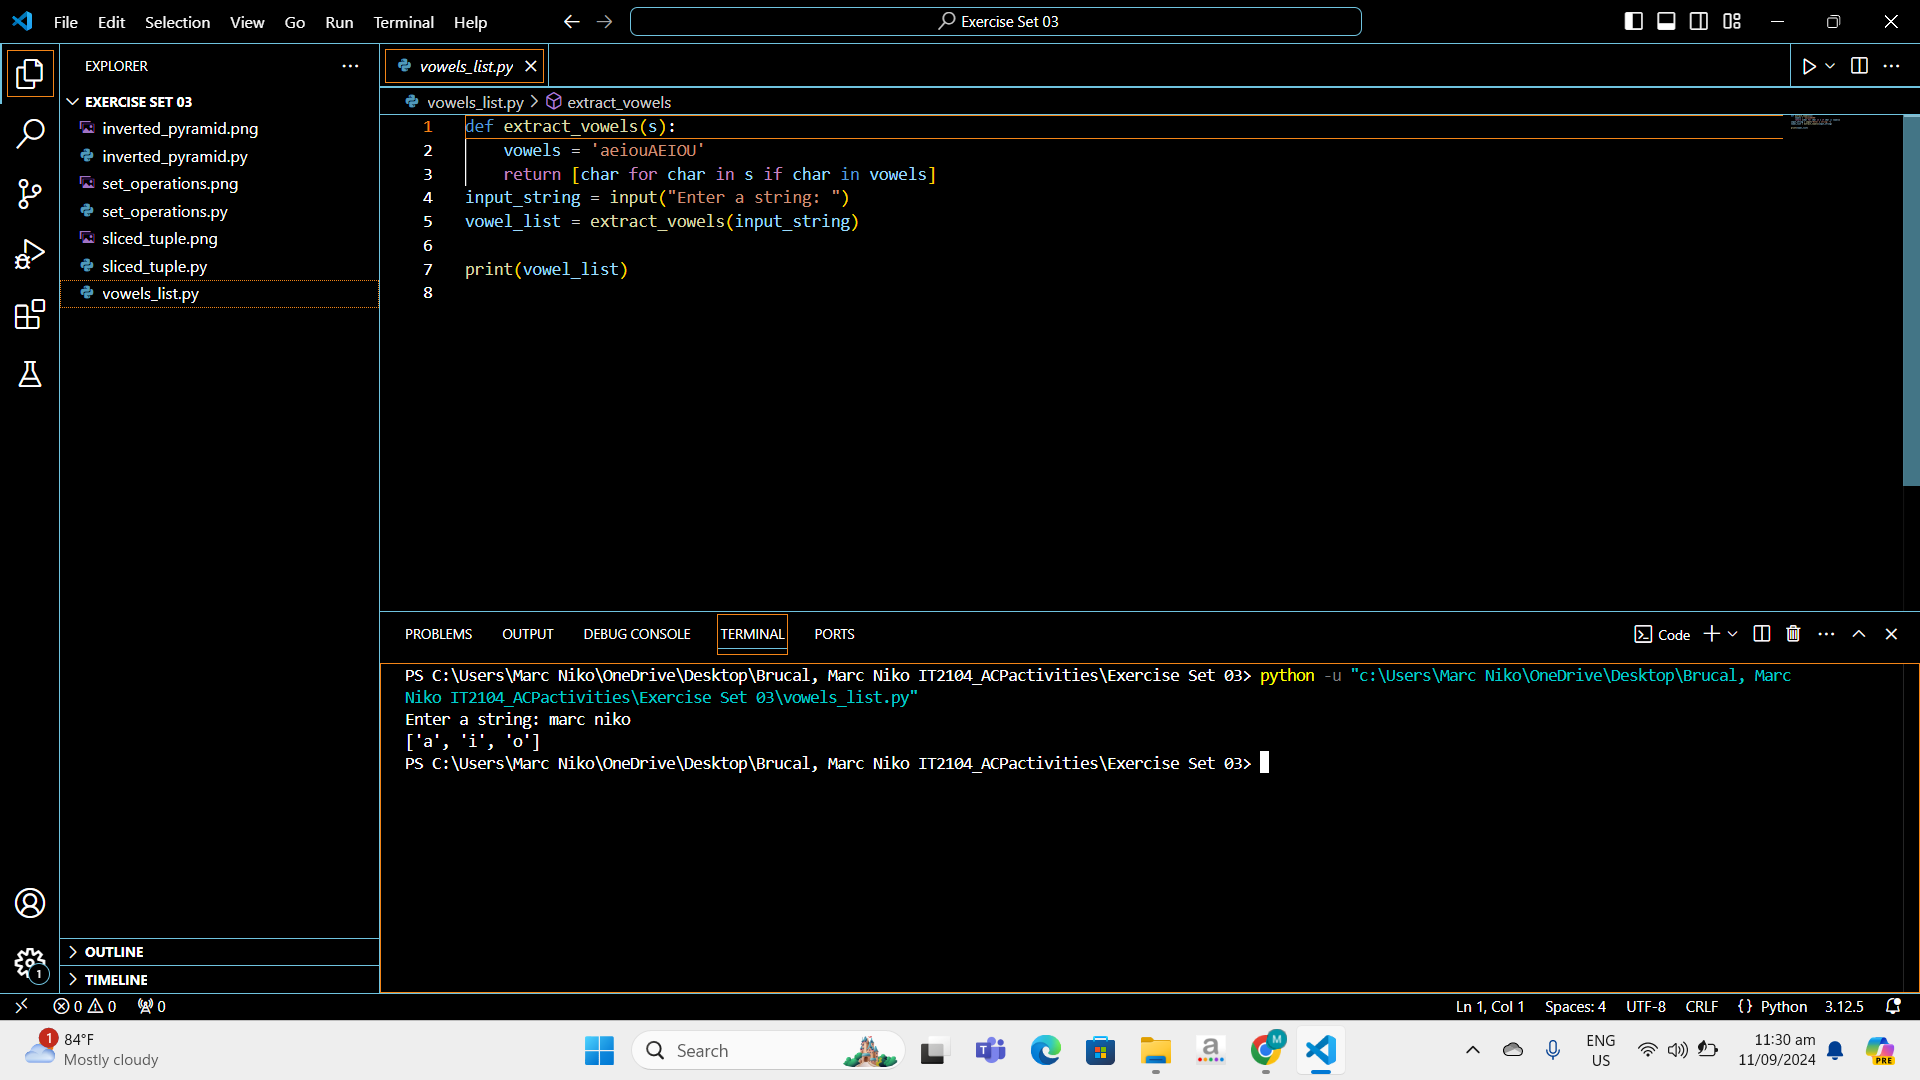 File Edit Selection View Go Run Terminal Help
Exercise Set 03
EXPLORER
EXERCISE SET 03
inverted_pyramid.png
inverted_pyramid.py
set_operations.png
set_operations.py
sliced_tuple.png
sliced_tuple.py
vowels_list.py
OUTLINE
TIMELINE
1
vowels_list.py
vowels_list.py > extract_vowels
1 def extract_vowels(s):
2 vowels = 'aeiouAEIOU'
3 return [char for char in s if char in vowels]
4 input_string = input("Enter a string: ")
5 vowel_list = extract_vowels(input_string)
6
7 print(vowel_list)
8
PROBLEMS OUTPUT DEBUG CONSOLE TERMINAL PORTS
Code
PS C:\Users\Marc Niko\OneDrive\Desktop\Brucal, Marc Niko IT2104_ACPactivities\Exercise Set 03> python -u "c:\Users\Marc Niko\OneDrive\Desktop\Brucal, Marc
Niko IT2104_ACPactivities\Exercise Set 03\vowels_list.py"
Enter a string: marc niko
['a', 'i', 'o']
PS C:\Users\Marc Niko\OneDrive\Desktop\Brucal, Marc Niko IT2104_ACPactivities\Exercise Set 03>
0 0 0
Ln 1, Col 1 Spaces: 4 UTF-8 CRLF {} Python 3.12.5
1
84°F
Mostly cloudy
Search
a
M
ENG
US
11:30 am
11/09/2024
PRE